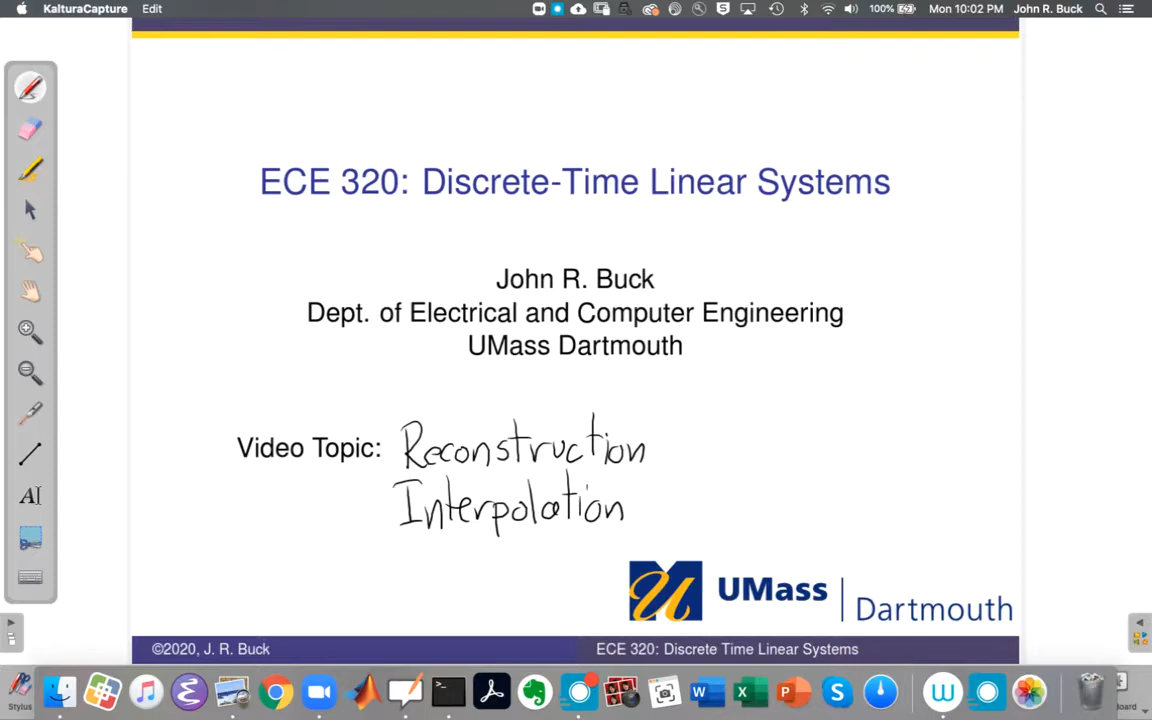 KalturaCapture Edit 100% Mon 10:02 PM John R. Buck
ECE 320: Discrete-Time Linear Systems
John R. Buck
Dept. of Electrical and Computer Engineering
UMass Dartmouth
Video Topic: Reconstruction
Interpolation
UMass Dartmouth
©2020, J. R. Buck ECE 320: Discrete Time Linear Systems
Stylus